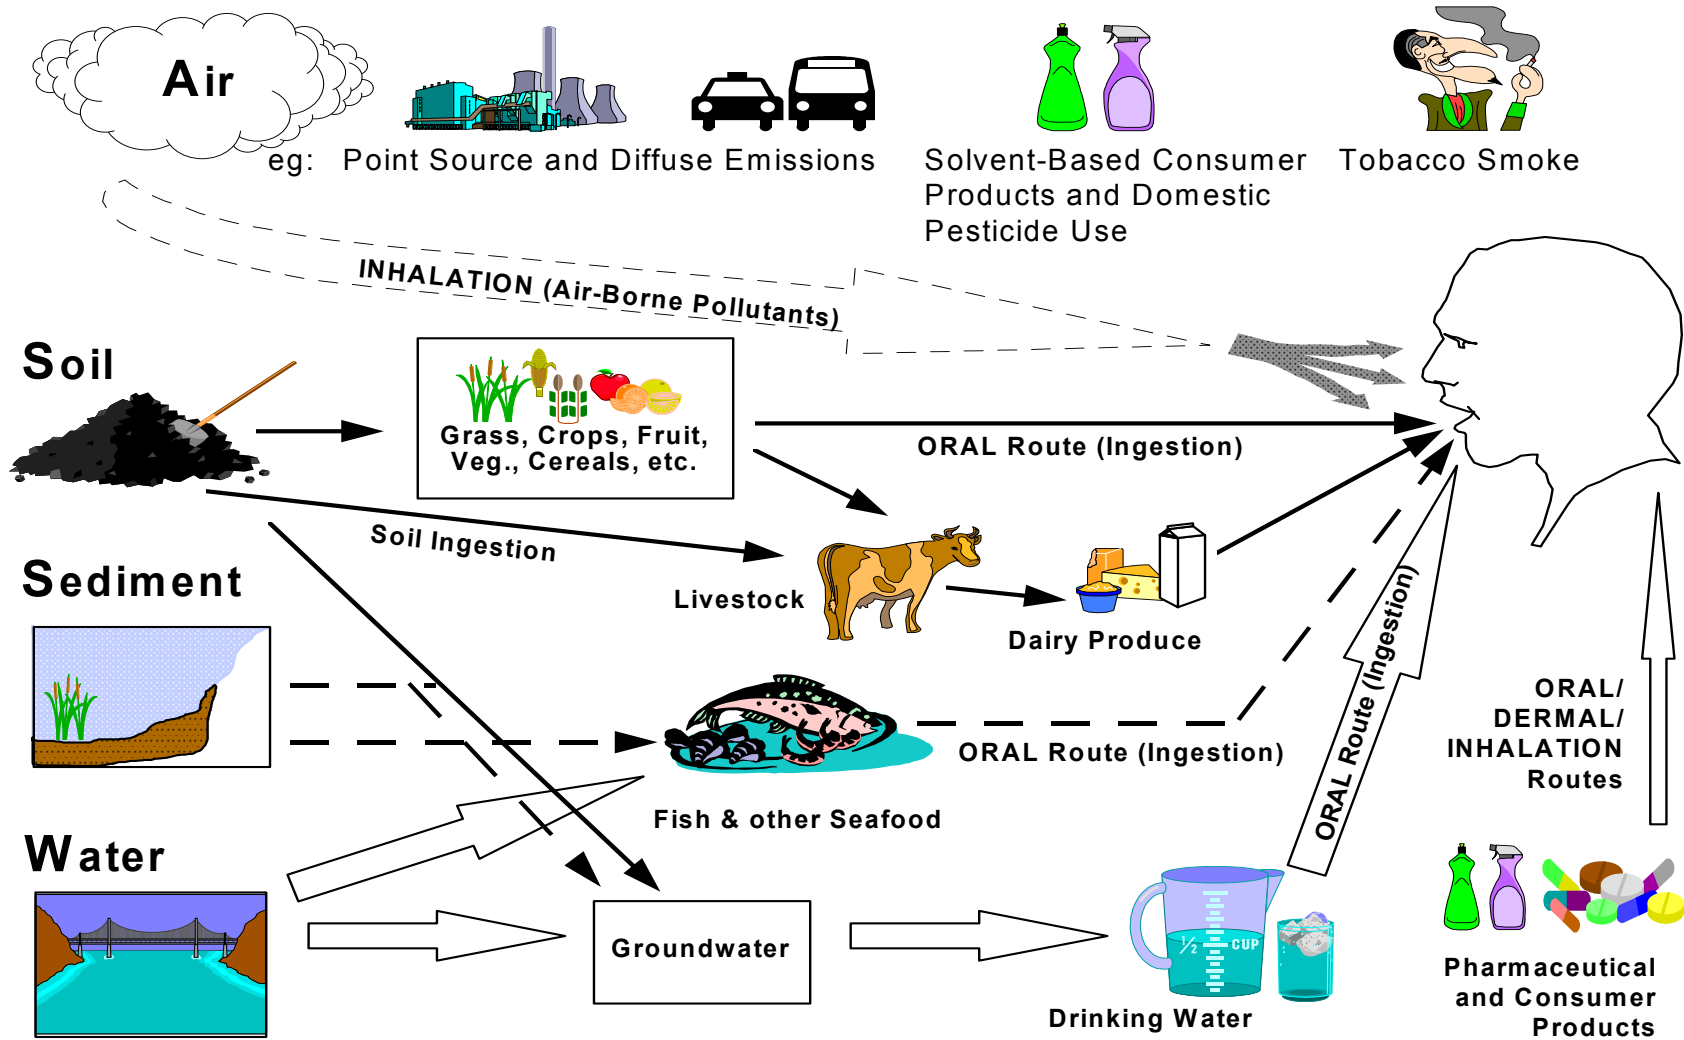 Air
eg: Point Source and Diffuse Emissions
Solvent-Based Consumer
Products and Domestic
Pesticide Use
Tobacco Smoke
INHALATION (Air-Borne Pollutants)
Soil
Grass, Crops, Fruit,
Veg., Cereals, etc.
ORAL Route (Ingestion)
Soil Ingestion
Livestock
Dairy Produce
Sediment
Fish & other Seafood
ORAL Route (Ingestion)
ORAL Route (Ingestion)
ORAL/
DERMAL/
INHALATION
Routes
Water
Groundwater
½ CUP
Drinking Water
Pharmaceutical
and Consumer
Products